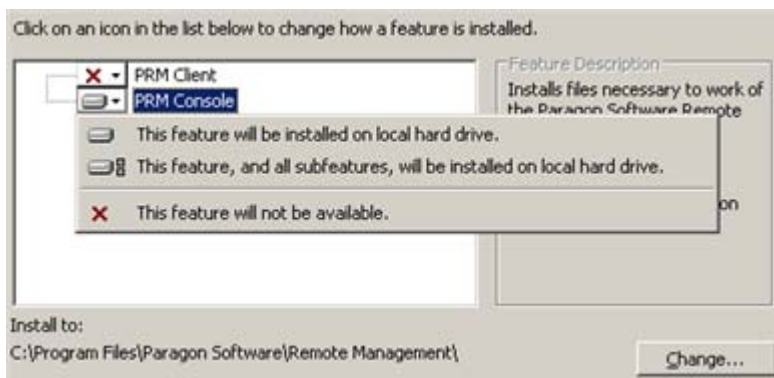 Click on an icon in the list below to change how a feature is installed.
PRM Client
PRM Console
Feature Description
Installs files necessary to work of
the Paragon Software Remote
This feature will be installed on local hard drive.
This feature, and all subfeatures, will be installed on local hard drive.
This feature will not be available.
on
Install to:
C:\Program Files\Paragon Software\Remote Management\
Change...